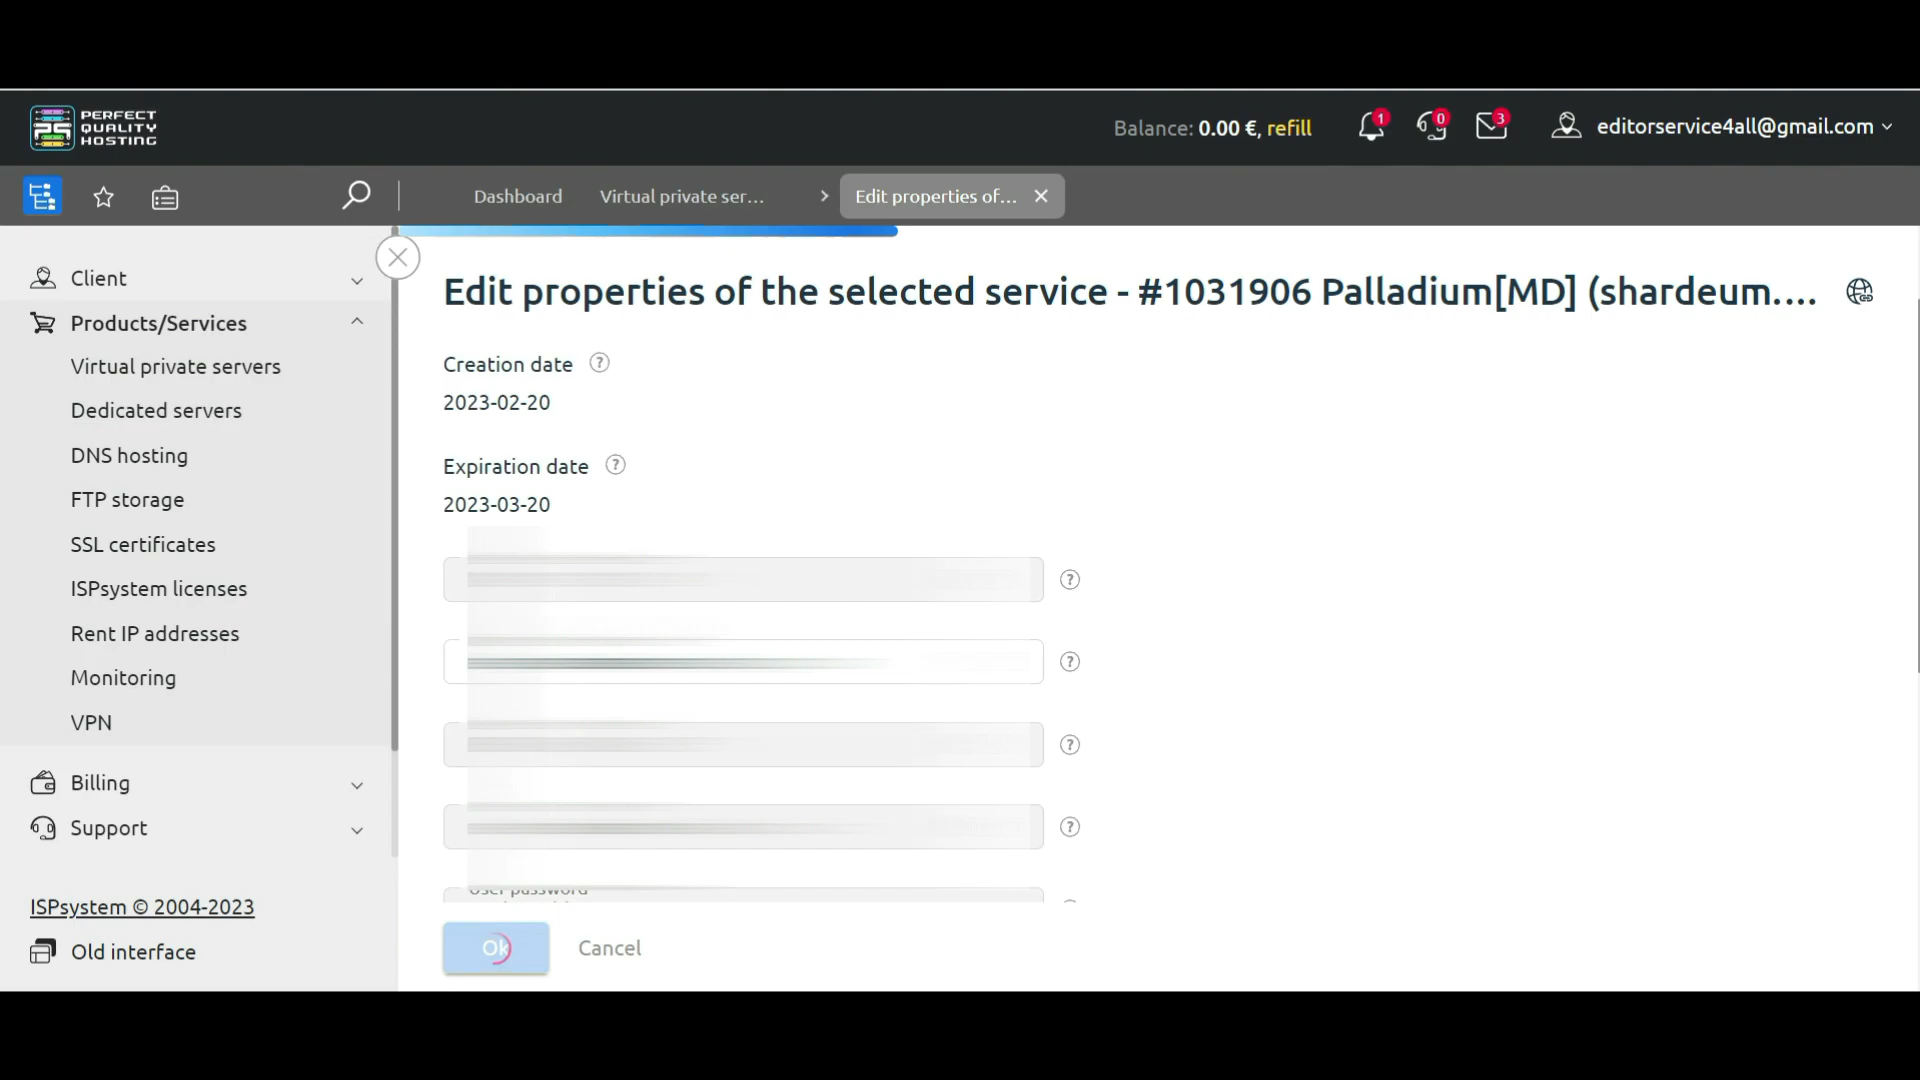 PERFECT
QUALITY
HOSTING
Balance: 0.00 €, refill
1
0
3
editorservice4all@gmail.com
Dashboard
Virtual private ser...
Edit properties of...
Client
Products/Services
Virtual private servers
Dedicated servers
DNS hosting
FTP storage
SSL certificates
ISPsystem licenses
Rent IP addresses
Monitoring
VPN
Billing
Support
ISPsystem © 2004-2023
Old interface
Edit properties of the selected service - #1031906 Palladium[MD] (shardeum....
Creation date ?
2023-02-20
Expiration date ?
2023-03-20
?
?
?
?
User password
Ok
Cancel